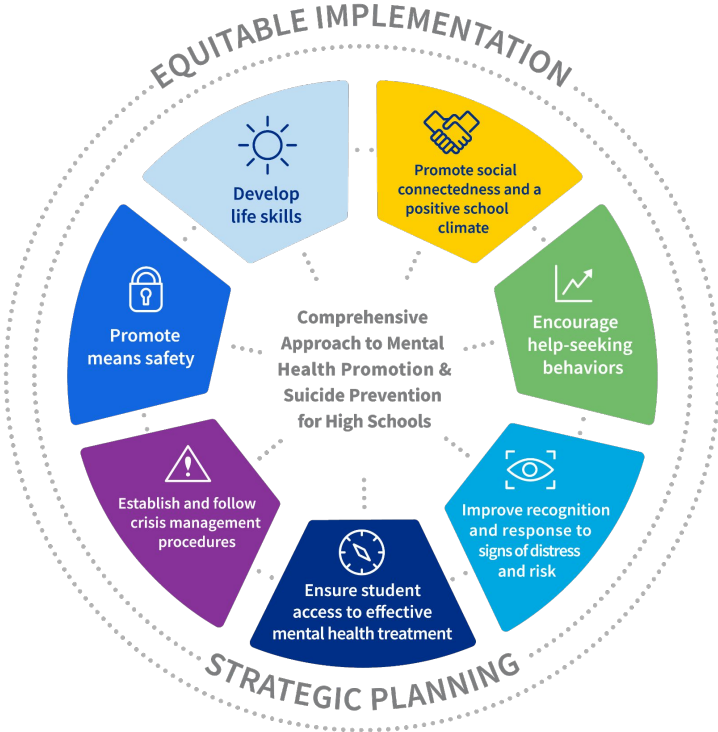 EQUITABLE IMPLEMENTATION
Develop
life skills
Promote social
connectedness and a
positive school
climate
Encourage
help-seeking
behaviors
Improve recognition
and response to
signs of distress
and risk
Ensure student
access to effective
mental health treatment
Establish and follow
crisis management
procedures
Promote
means safety
Comprehensive
Approach to Mental
Health Promotion &
Suicide Prevention
for High Schools
STRATEGIC PLANNING